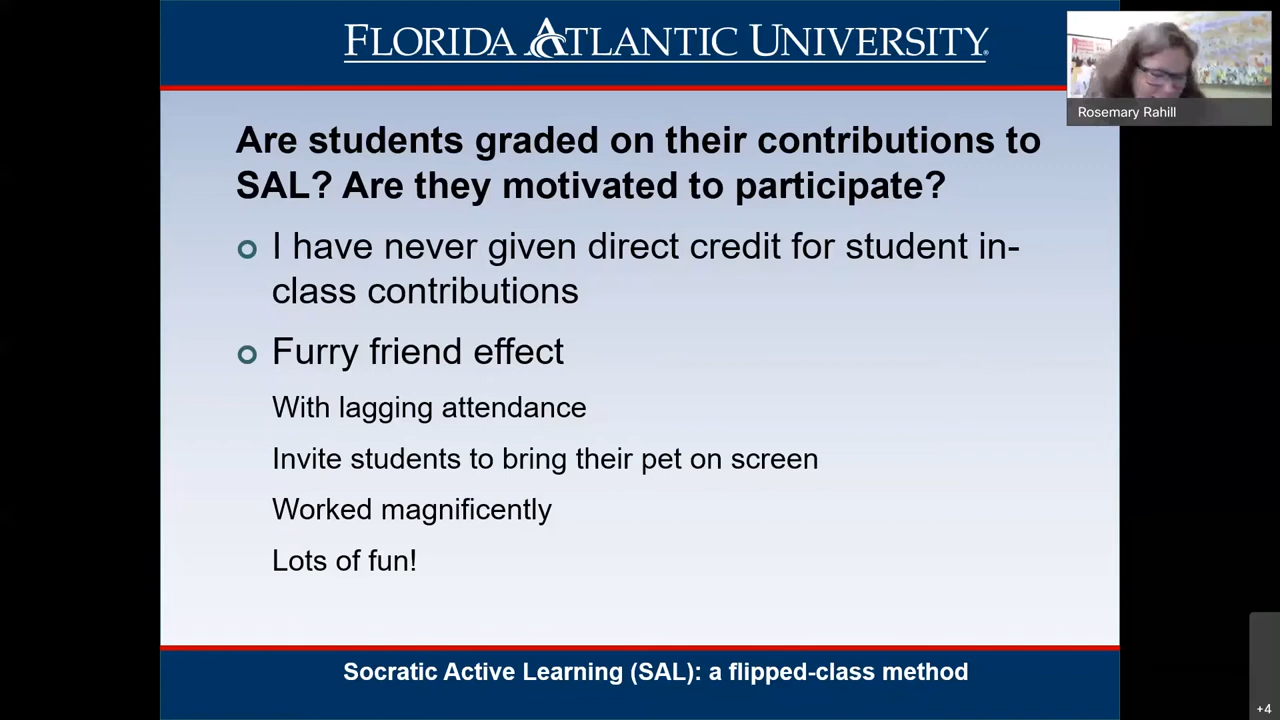 FLORIDA ATLANTIC UNIVERSITY®
Rosemary Rahill
Are students graded on their contributions to
SAL? Are they motivated to participate?
I have never given direct credit for student in-
class contributions
Furry friend effect
With lagging attendance
Invite students to bring their pet on screen
Worked magnificently
Lots of fun!
Socratic Active Learning (SAL): a flipped-class method
+4